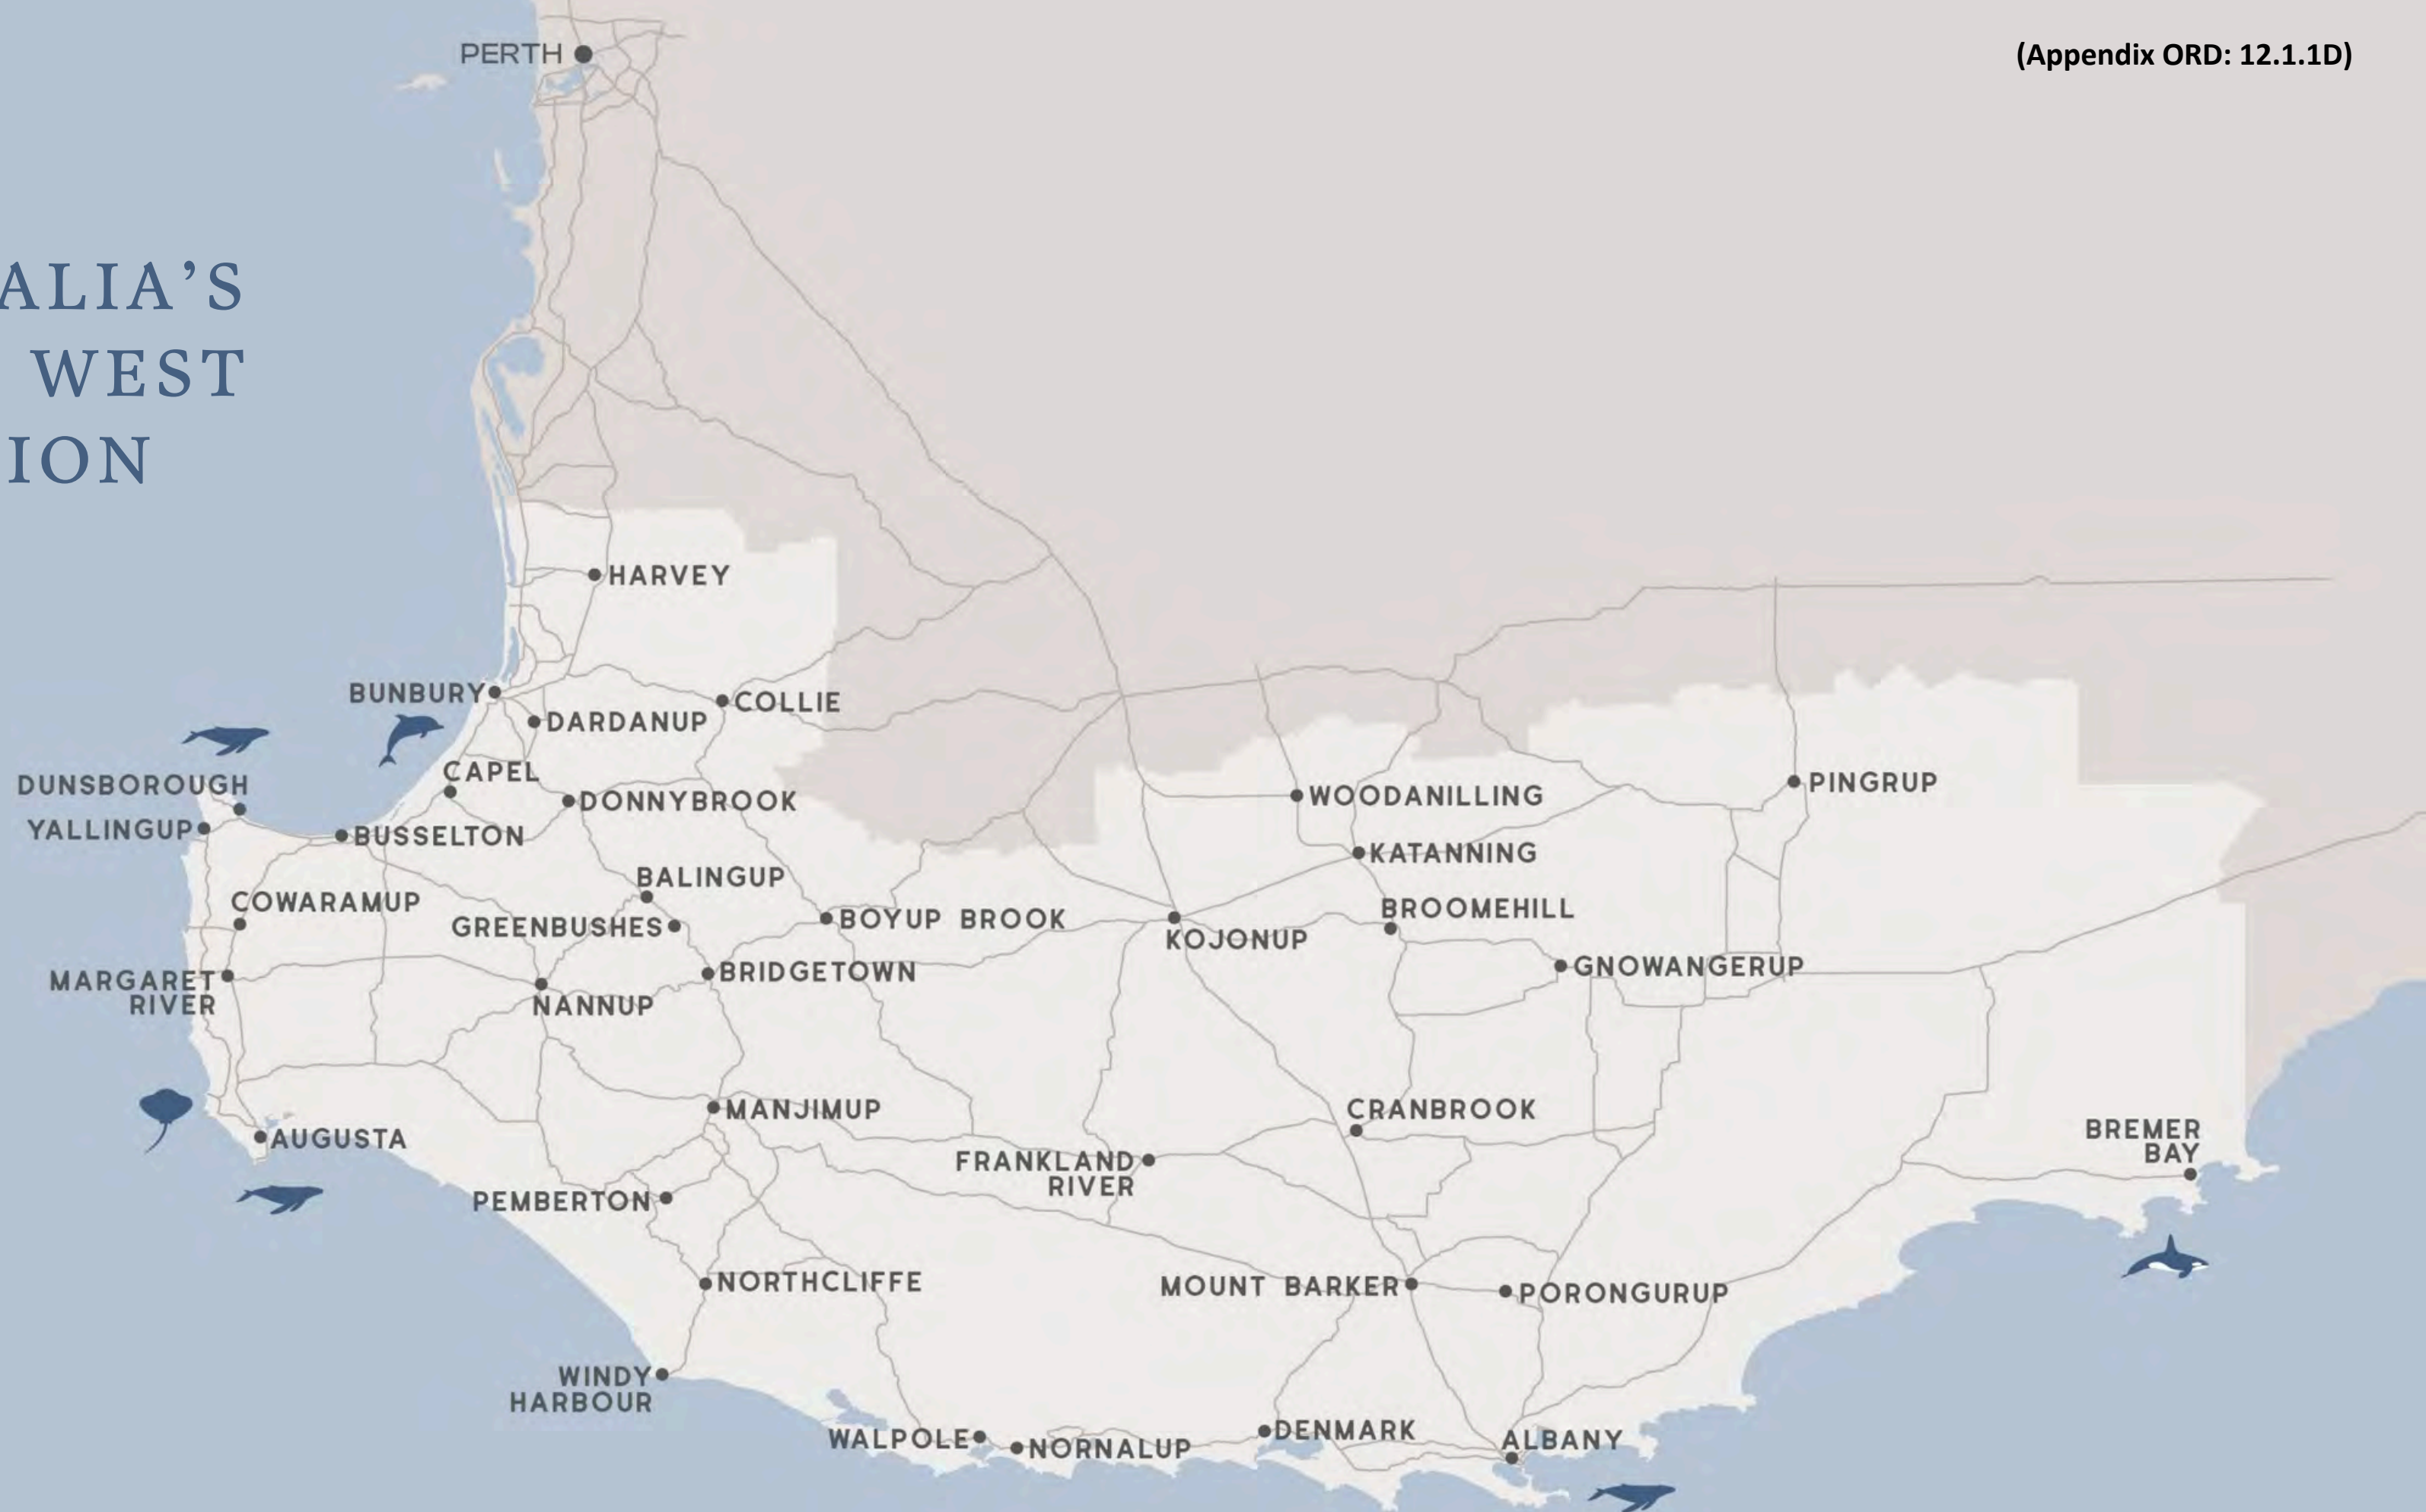 PERTH
(Appendix ORD: 12.1.1D)
ALIA’S
WEST
ION
HARVEY
BUNBURY
COLLIE
DARDANUP
CAPEL
DUNSBOROUGH
PINGRUP
WOODANILLING
DONNYBROOK
YALLINGUP
BUSSELTON
KATANNING
BALINGUP
COWARAMUP
BROOMEHILL
GREENBUSHES
BOYUP BROOK
KOJONUP
GNOWANGERUP
BRIDGETOWN
MARGARET
RIVER
NANNUP
MANJIMUP
CRANBROOK
BREMER
BAY
AUGUSTA
FRANKLAND
RIVER
PEMBERTON
NORTHCLIFFE
MOUNT BARKER
PORONGURUP
WINDY
HARBOUR
DENMARK
WALPOLE
NORNALUP
ALBANY